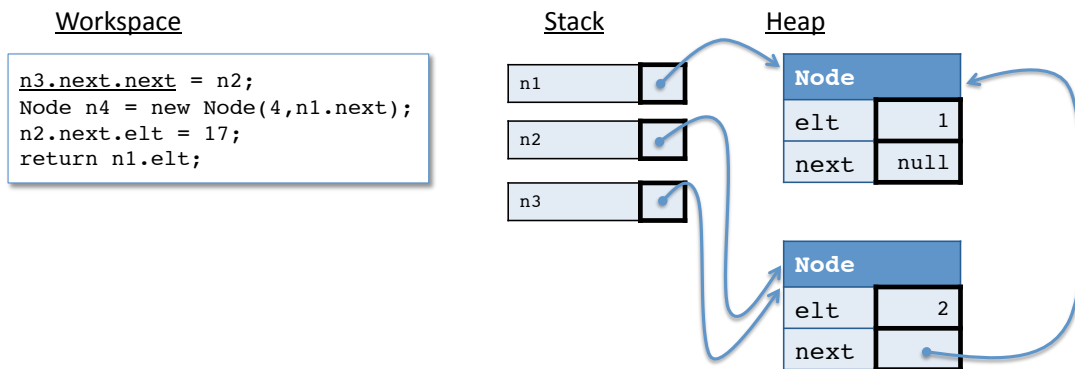 Workspace
Stack
Heap
n3.next.next = n2;
Node n4 = new Node(4,n1.next);
n2.next.elt = 17;
return n1.elt;
n1
n2
n3
Node
elt 1
next null
Node
elt 2
next